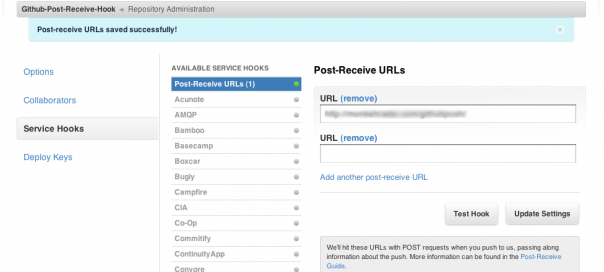 Github-Post-Receive-Hook → Repository Administration
Post-receive URLs saved successfully!
Options
Collaborators
Service Hooks
Deploy Keys
AVAILABLE SERVICE HOOKS
Post-Receive URLs (1)
Acunote
AMQP
Bamboo
Basecamp
Boxcar
Bugly
Campfire
CIA
Co-Op
Commitify
ContinuityApp
Convore
Post-Receive URLs
URL (remove)
URL (remove)
Add another post-receive URL
Test Hook Update Settings
We'll hit these URLs with POST requests when you push to us, passing along
information about the push. More information can be found in the Post-Receive
Guide.